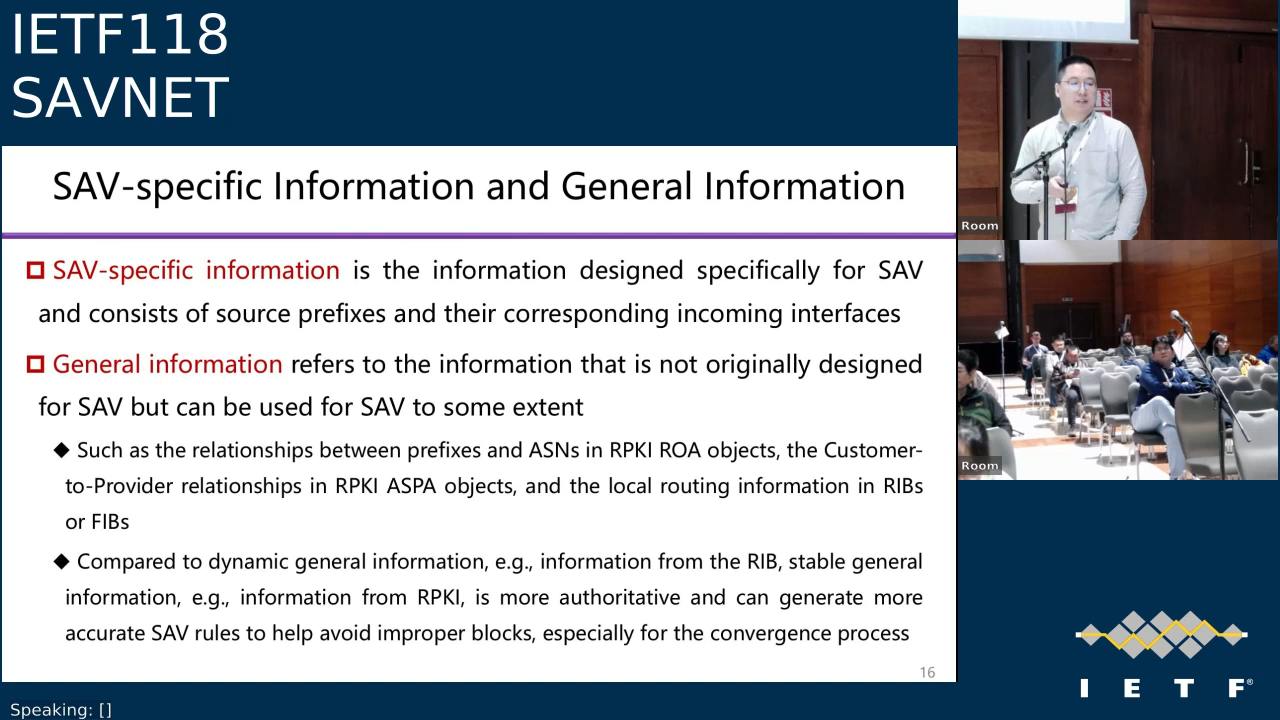 IETF118
SAVNET
SAV-specific Information and General Information
SAV-specific information is the information designed specifically for SAV
and consists of source prefixes and their corresponding incoming interfaces
General information refers to the information that is not originally designed
for SAV but can be used for SAV to some extent
Such as the relationships between prefixes and ASNs in RPKI ROA objects, the Customer-
to-Provider relationships in RPKI ASPA objects, and the local routing information in RIBs
or FIBs
Compared to dynamic general information, e.g., information from the RIB, stable general
information, e.g., information from RPKI, is more authoritative and can generate more
accurate SAV rules to help avoid improper blocks, especially for the convergence process
16
Room
Room
I E T F®
Speaking: []